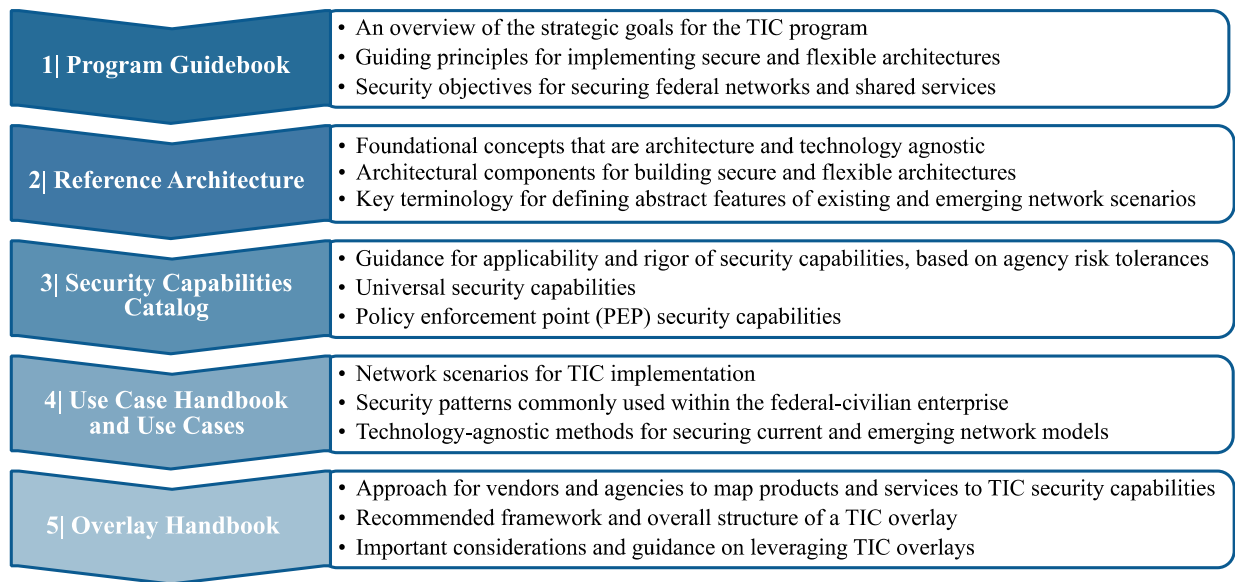 1| Program Guidebook
• An overview of the strategic goals for the TIC program
• Guiding principles for implementing secure and flexible architectures
• Security objectives for securing federal networks and shared services
2| Reference Architecture
• Foundational concepts that are architecture and technology agnostic
• Architectural components for building secure and flexible architectures
• Key terminology for defining abstract features of existing and emerging network scenarios
3| Security Capabilities
Catalog
• Guidance for applicability and rigor of security capabilities, based on agency risk tolerances
• Universal security capabilities
• Policy enforcement point (PEP) security capabilities
4| Use Case Handbook
and Use Cases
• Network scenarios for TIC implementation
• Security patterns commonly used within the federal-civilian enterprise
• Technology-agnostic methods for securing current and emerging network models
5| Overlay Handbook
• Approach for vendors and agencies to map products and services to TIC security capabilities
• Recommended framework and overall structure of a TIC overlay
• Important considerations and guidance on leveraging TIC overlays